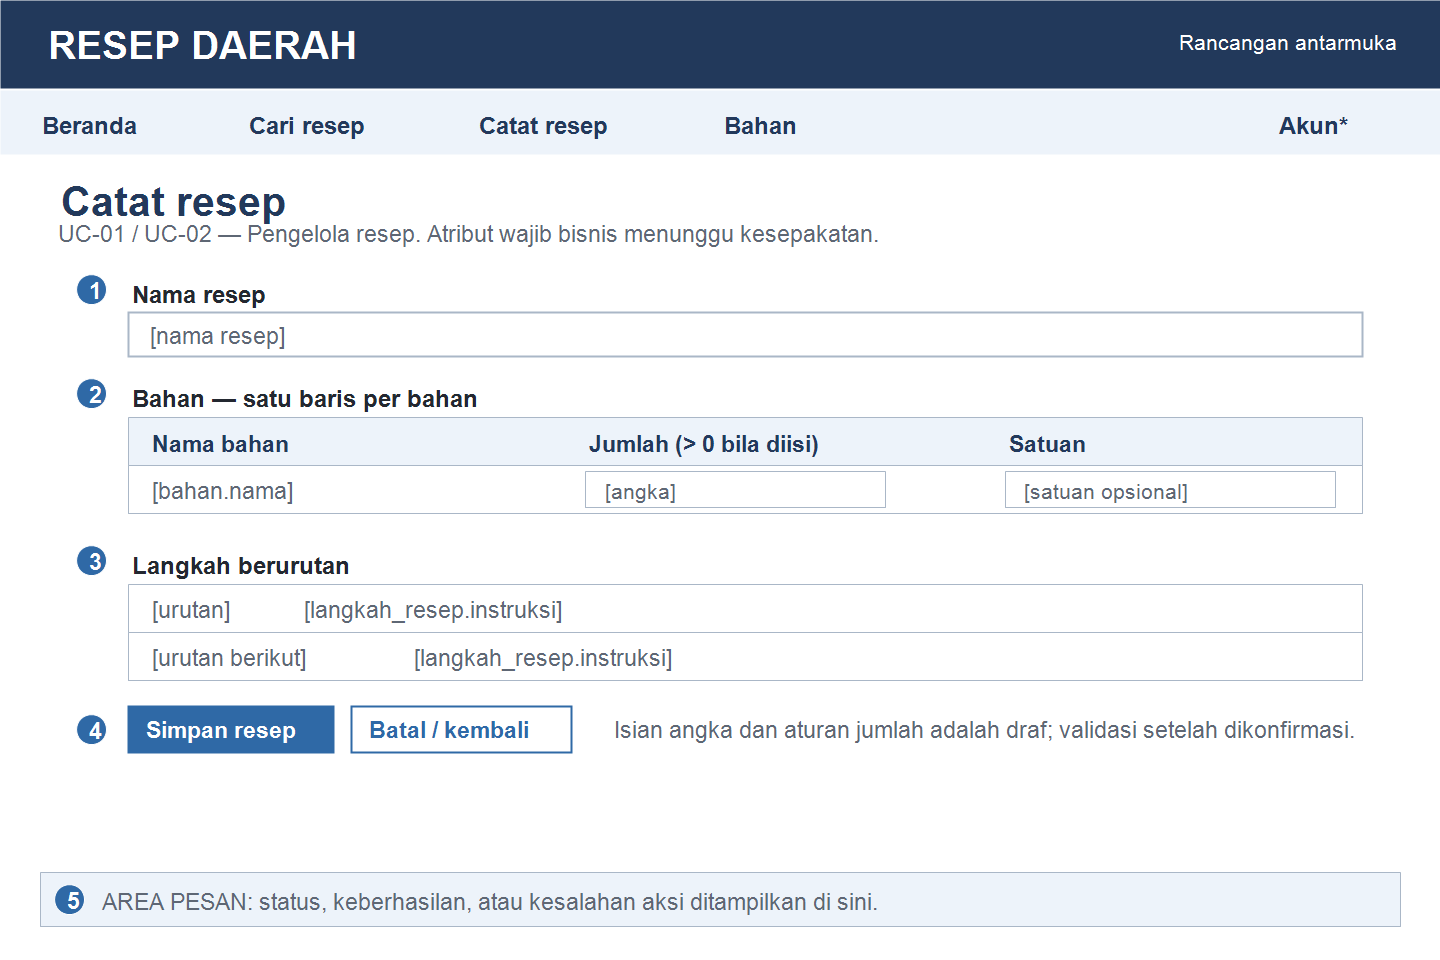 RESEP DAERAH
Rancangan antarmuka
Beranda Cari resep Catat resep Bahan Akun*
Catat resep
UC-01 / UC-02 — Pengelola resep. Atribut wajib bisnis menunggu kesepakatan.
1 Nama resep
[nama resep]
2 Bahan — satu baris per bahan
Nama bahan Jumlah (> 0 bila diisi) Satuan
[bahan.nama] [angka] [satuan opsional]
3 Langkah berurutan
[urutan] [langkah_resep.instruksi]
[urutan berikut] [langkah_resep.instruksi]
4 Simpan resep Batal / kembali Isian angka dan aturan jumlah adalah draf; validasi setelah dikonfirmasi.
5 AREA PESAN: status, keberhasilan, atau kesalahan aksi ditampilkan di sini.